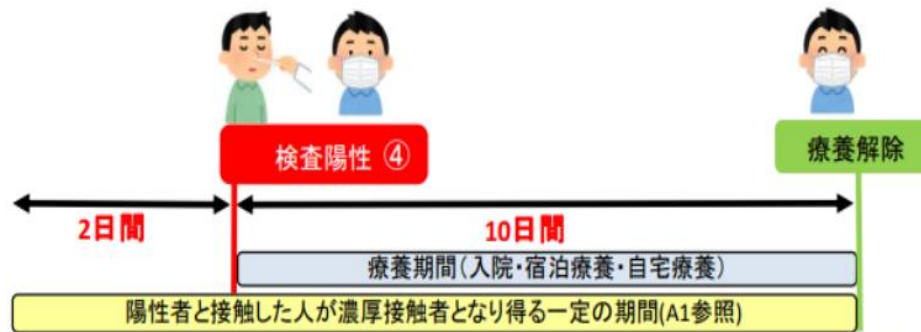 検査陽性 ④
療養解除
2日間
10日間
療養期間(入院・宿泊療養・自宅療養)
陽性者と接触した人が濃厚接触者となり得る一定の期間(A1参照)